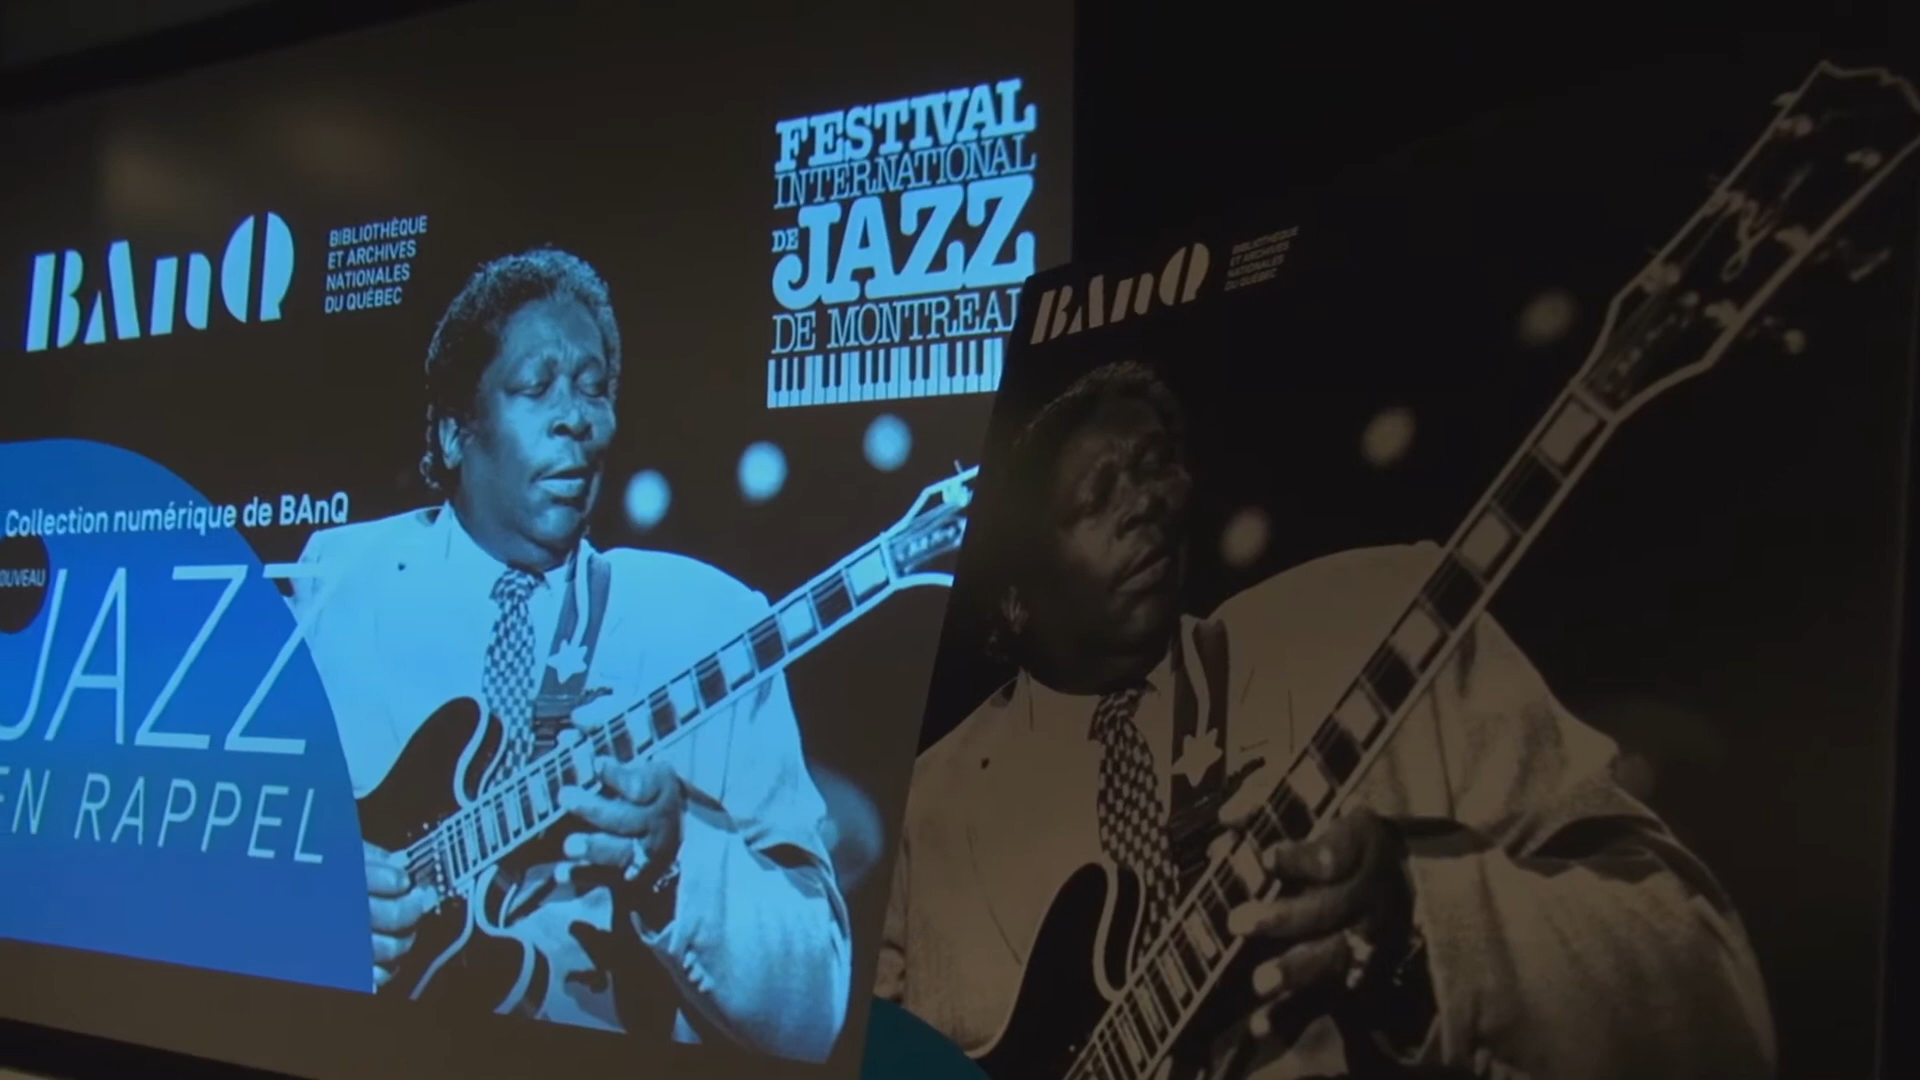 BAnQ
BIBLIOTHÈQUE
ET ARCHIVES
NATIONALES
DU QUÉBEC
FESTIVAL
INTERNATIONAL
DE JAZZ
DE MONTREAL
Collection numérique de BAnQ
OUVEAU
JAZZ
EN RAPPEL
BAnQ
BIBLIOTHÈQUE
ET ARCHIVES
NATIONALES
DU QUÉBEC